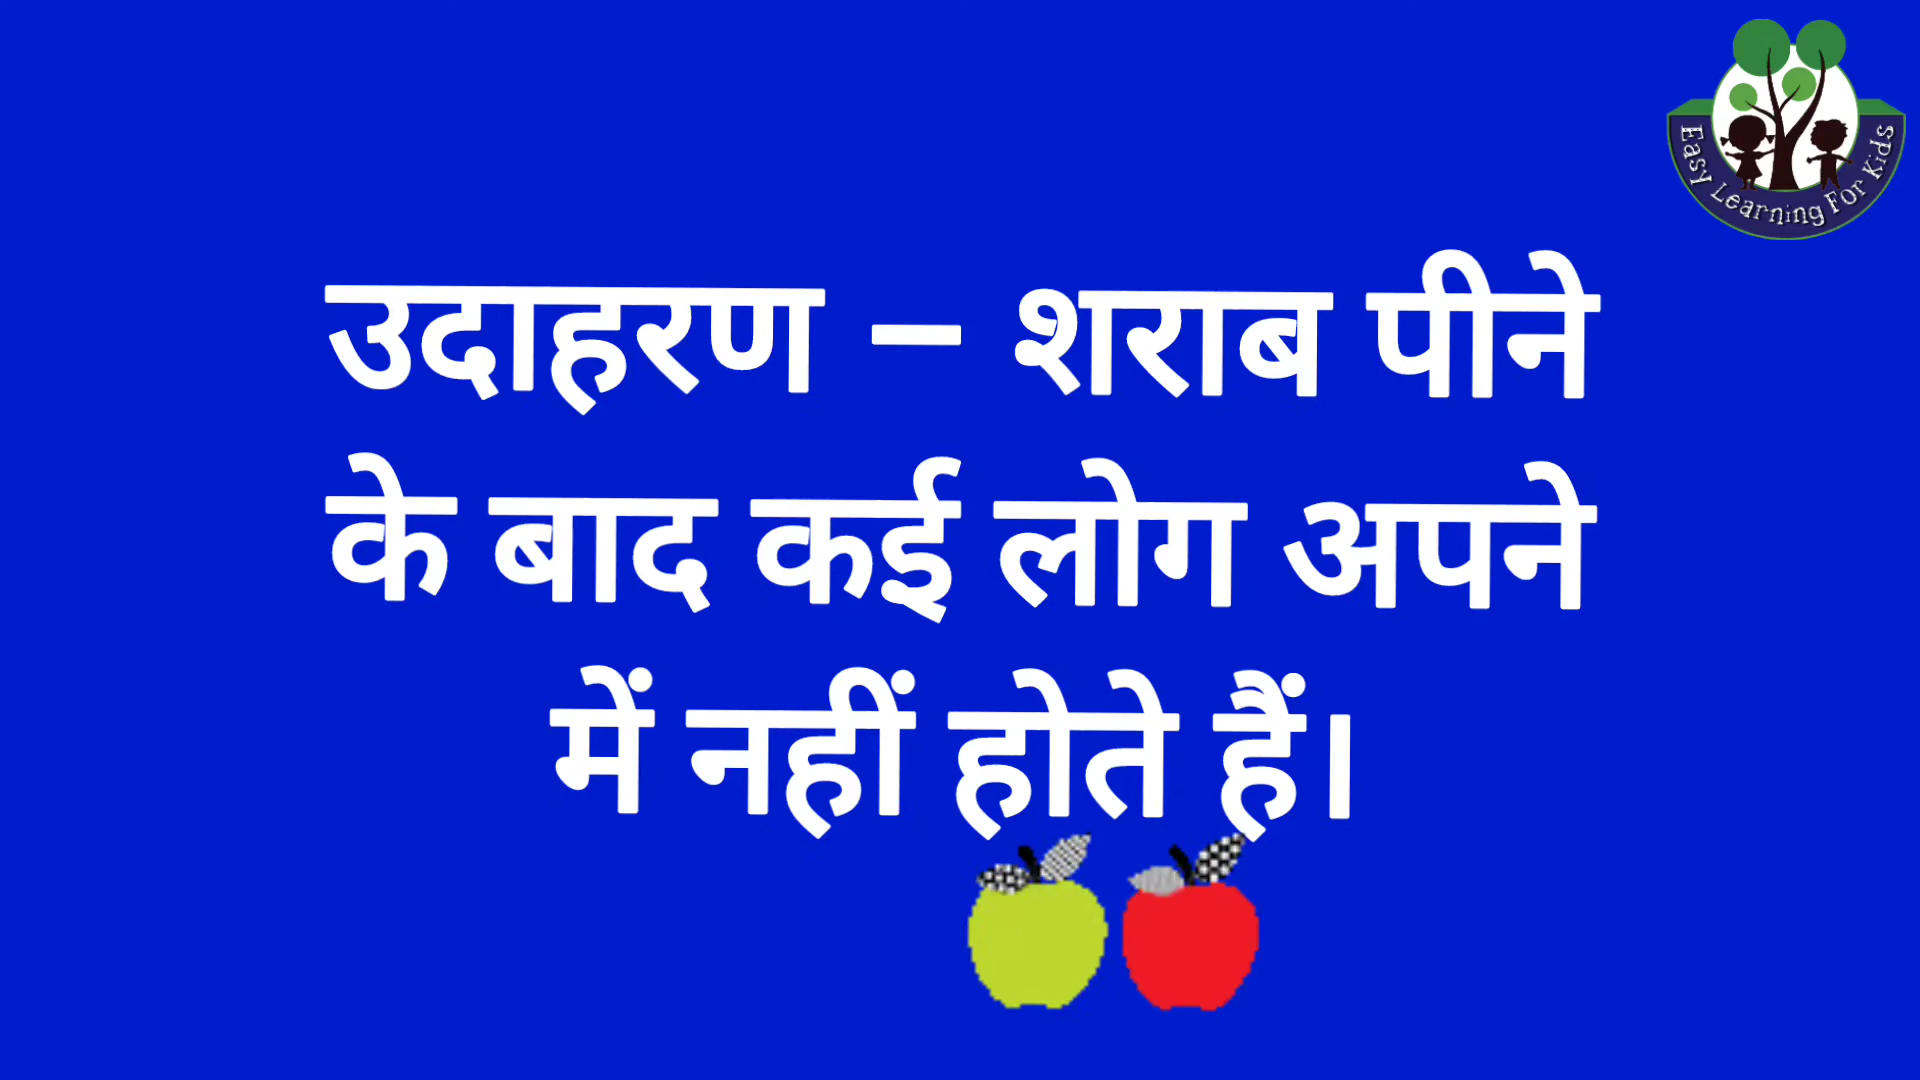 Easy Learning For Kids
उदाहरण – शराब पीने
के बाद कई लोग अपने
में नहीं होते हैं।